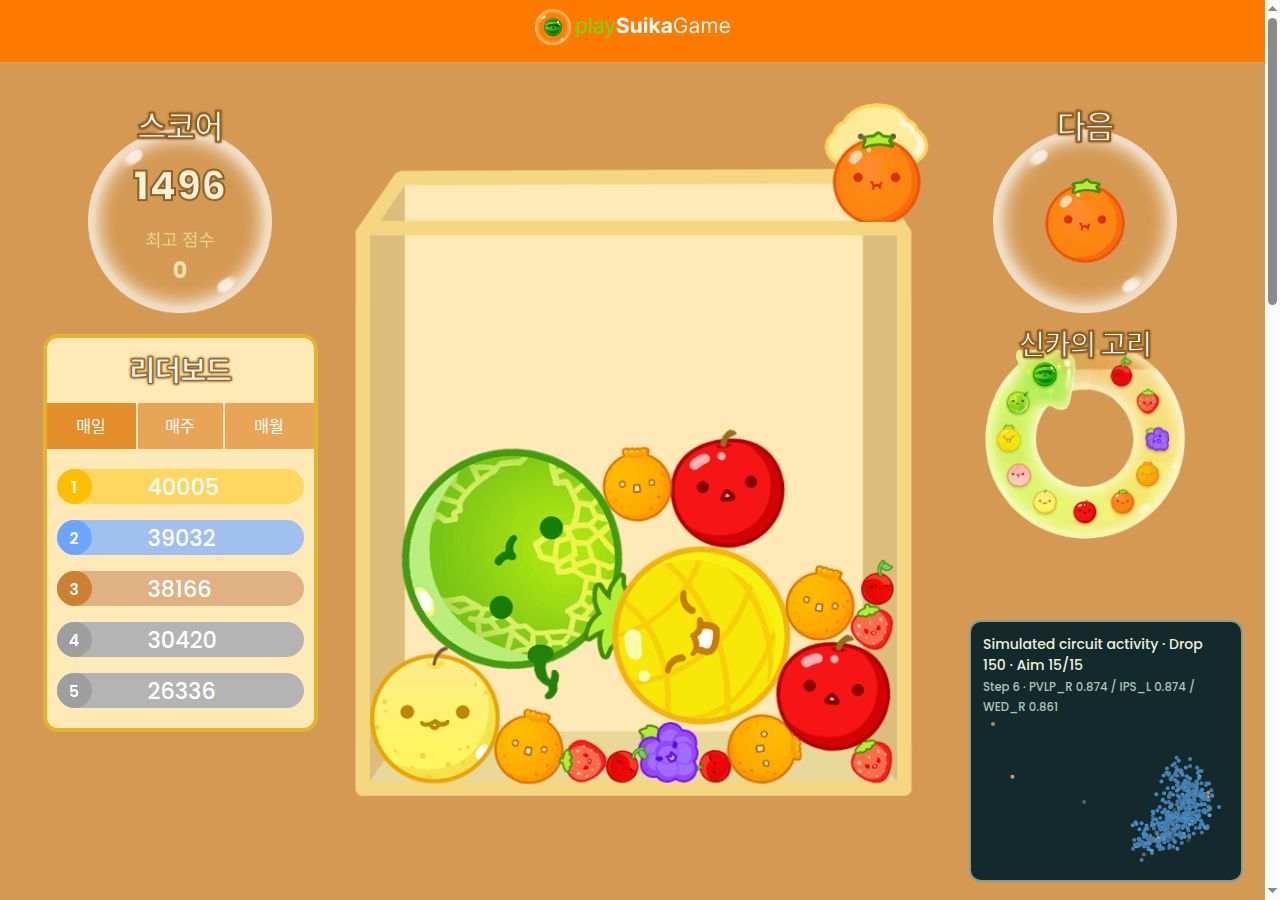 playSuikaGame
스코어
1496
최고 점수
0
리더보드
매일 매주 매월
1 40005
2 39032
3 38166
4 30420
5 26336
다음
신카의 고리
Simulated circuit activity · Drop
150 · Aim 15/15
Step 6 · PVLP_R 0.874 / IPS_L 0.874 /
WED_R 0.861